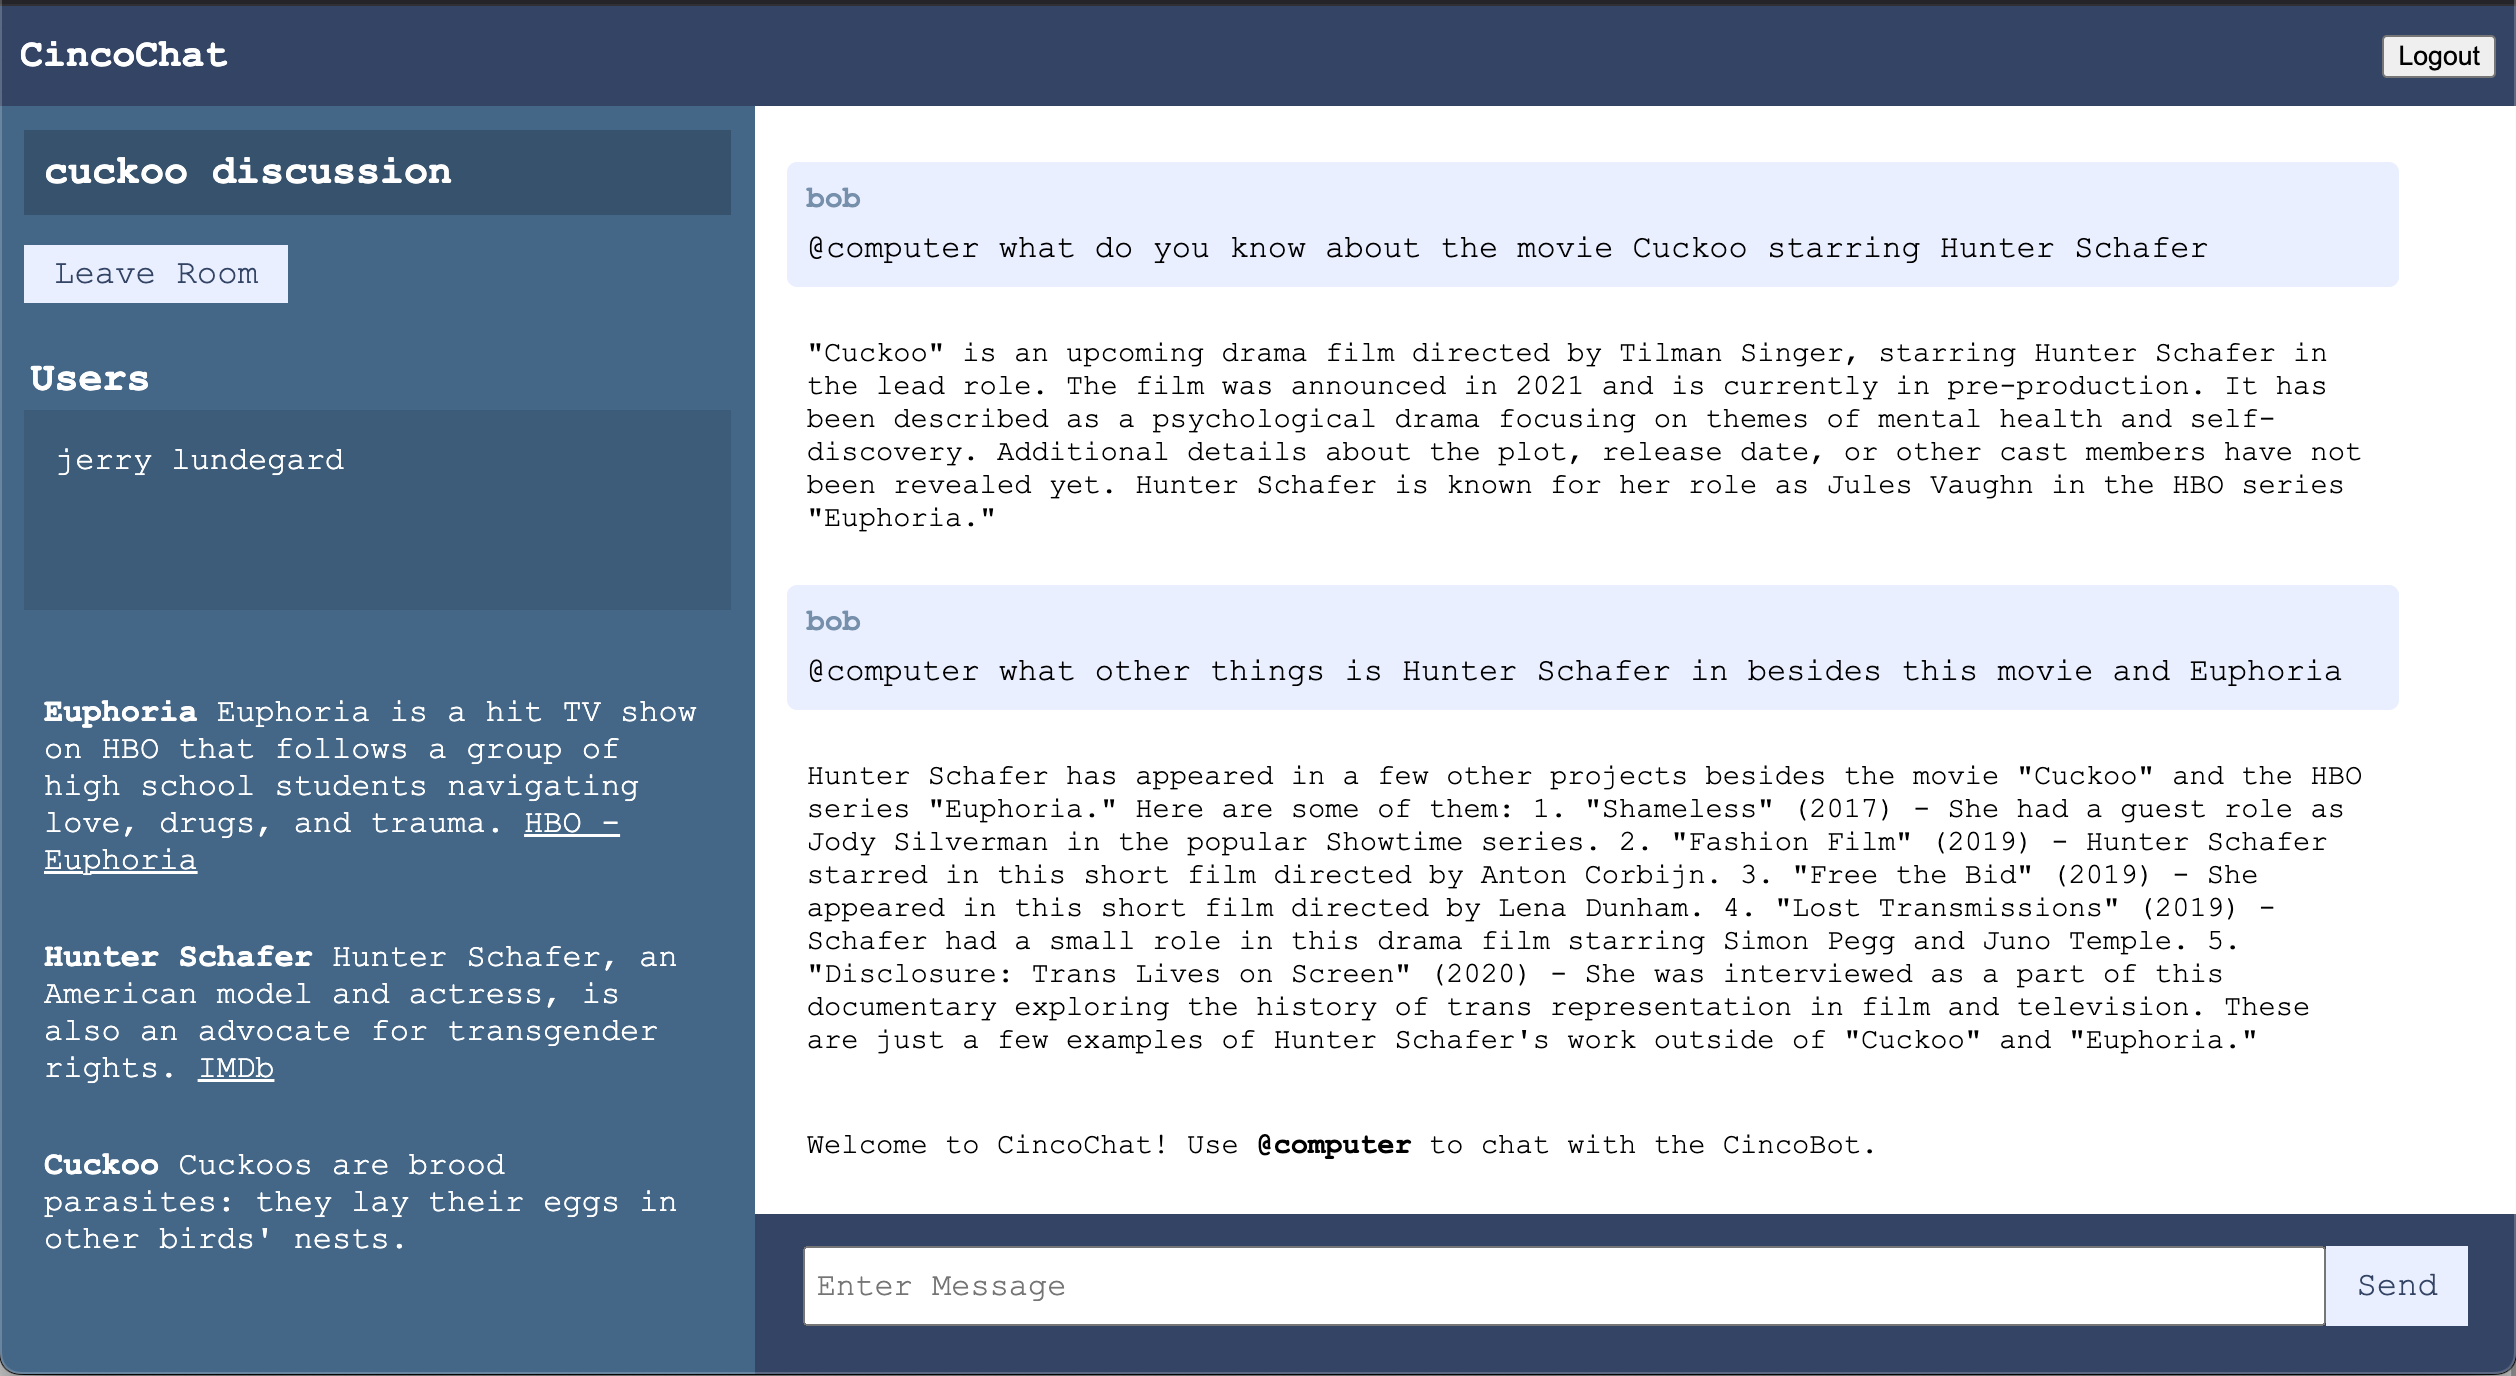 CincoChat
Logout
cuckoo discussion
Leave Room
Users
jerry lundegard
Euphoria Euphoria is a hit TV show
on HBO that follows a group of
high school students navigating
love, drugs, and trauma. HBO -
Euphoria
Hunter Schafer Hunter Schafer, an
American model and actress, is
also an advocate for transgender
rights. IMDb
Cuckoo Cuckoos are brood
parasites: they lay their eggs in
other birds' nests.
bob
@computer what do you know about the movie Cuckoo starring Hunter Schafer
"Cuckoo" is an upcoming drama film directed by Tilman Singer, starring Hunter Schafer in
the lead role. The film was announced in 2021 and is currently in pre-production. It has
been described as a psychological drama focusing on themes of mental health and self-
discovery. Additional details about the plot, release date, or other cast members have not
been revealed yet. Hunter Schafer is known for her role as Jules Vaughn in the HBO series
"Euphoria."
bob
@computer what other things is Hunter Schafer in besides this movie and Euphoria
Hunter Schafer has appeared in a few other projects besides the movie "Cuckoo" and the HBO
series "Euphoria." Here are some of them: 1. "Shameless" (2017) - She had a guest role as
Jody Silverman in the popular Showtime series. 2. "Fashion Film" (2019) - Hunter Schafer
starred in this short film directed by Anton Corbijn. 3. "Free the Bid" (2019) - She
appeared in this short film directed by Lena Dunham. 4. "Lost Transmissions" (2019) -
Schafer had a small role in this drama film starring Simon Pegg and Juno Temple. 5.
"Disclosure: Trans Lives on Screen" (2020) - She was interviewed as a part of this
documentary exploring the history of trans representation in film and television. These
are just a few examples of Hunter Schafer's work outside of "Cuckoo" and "Euphoria."
Welcome to CincoChat! Use @computer to chat with the CincoBot.
Enter Message
Send